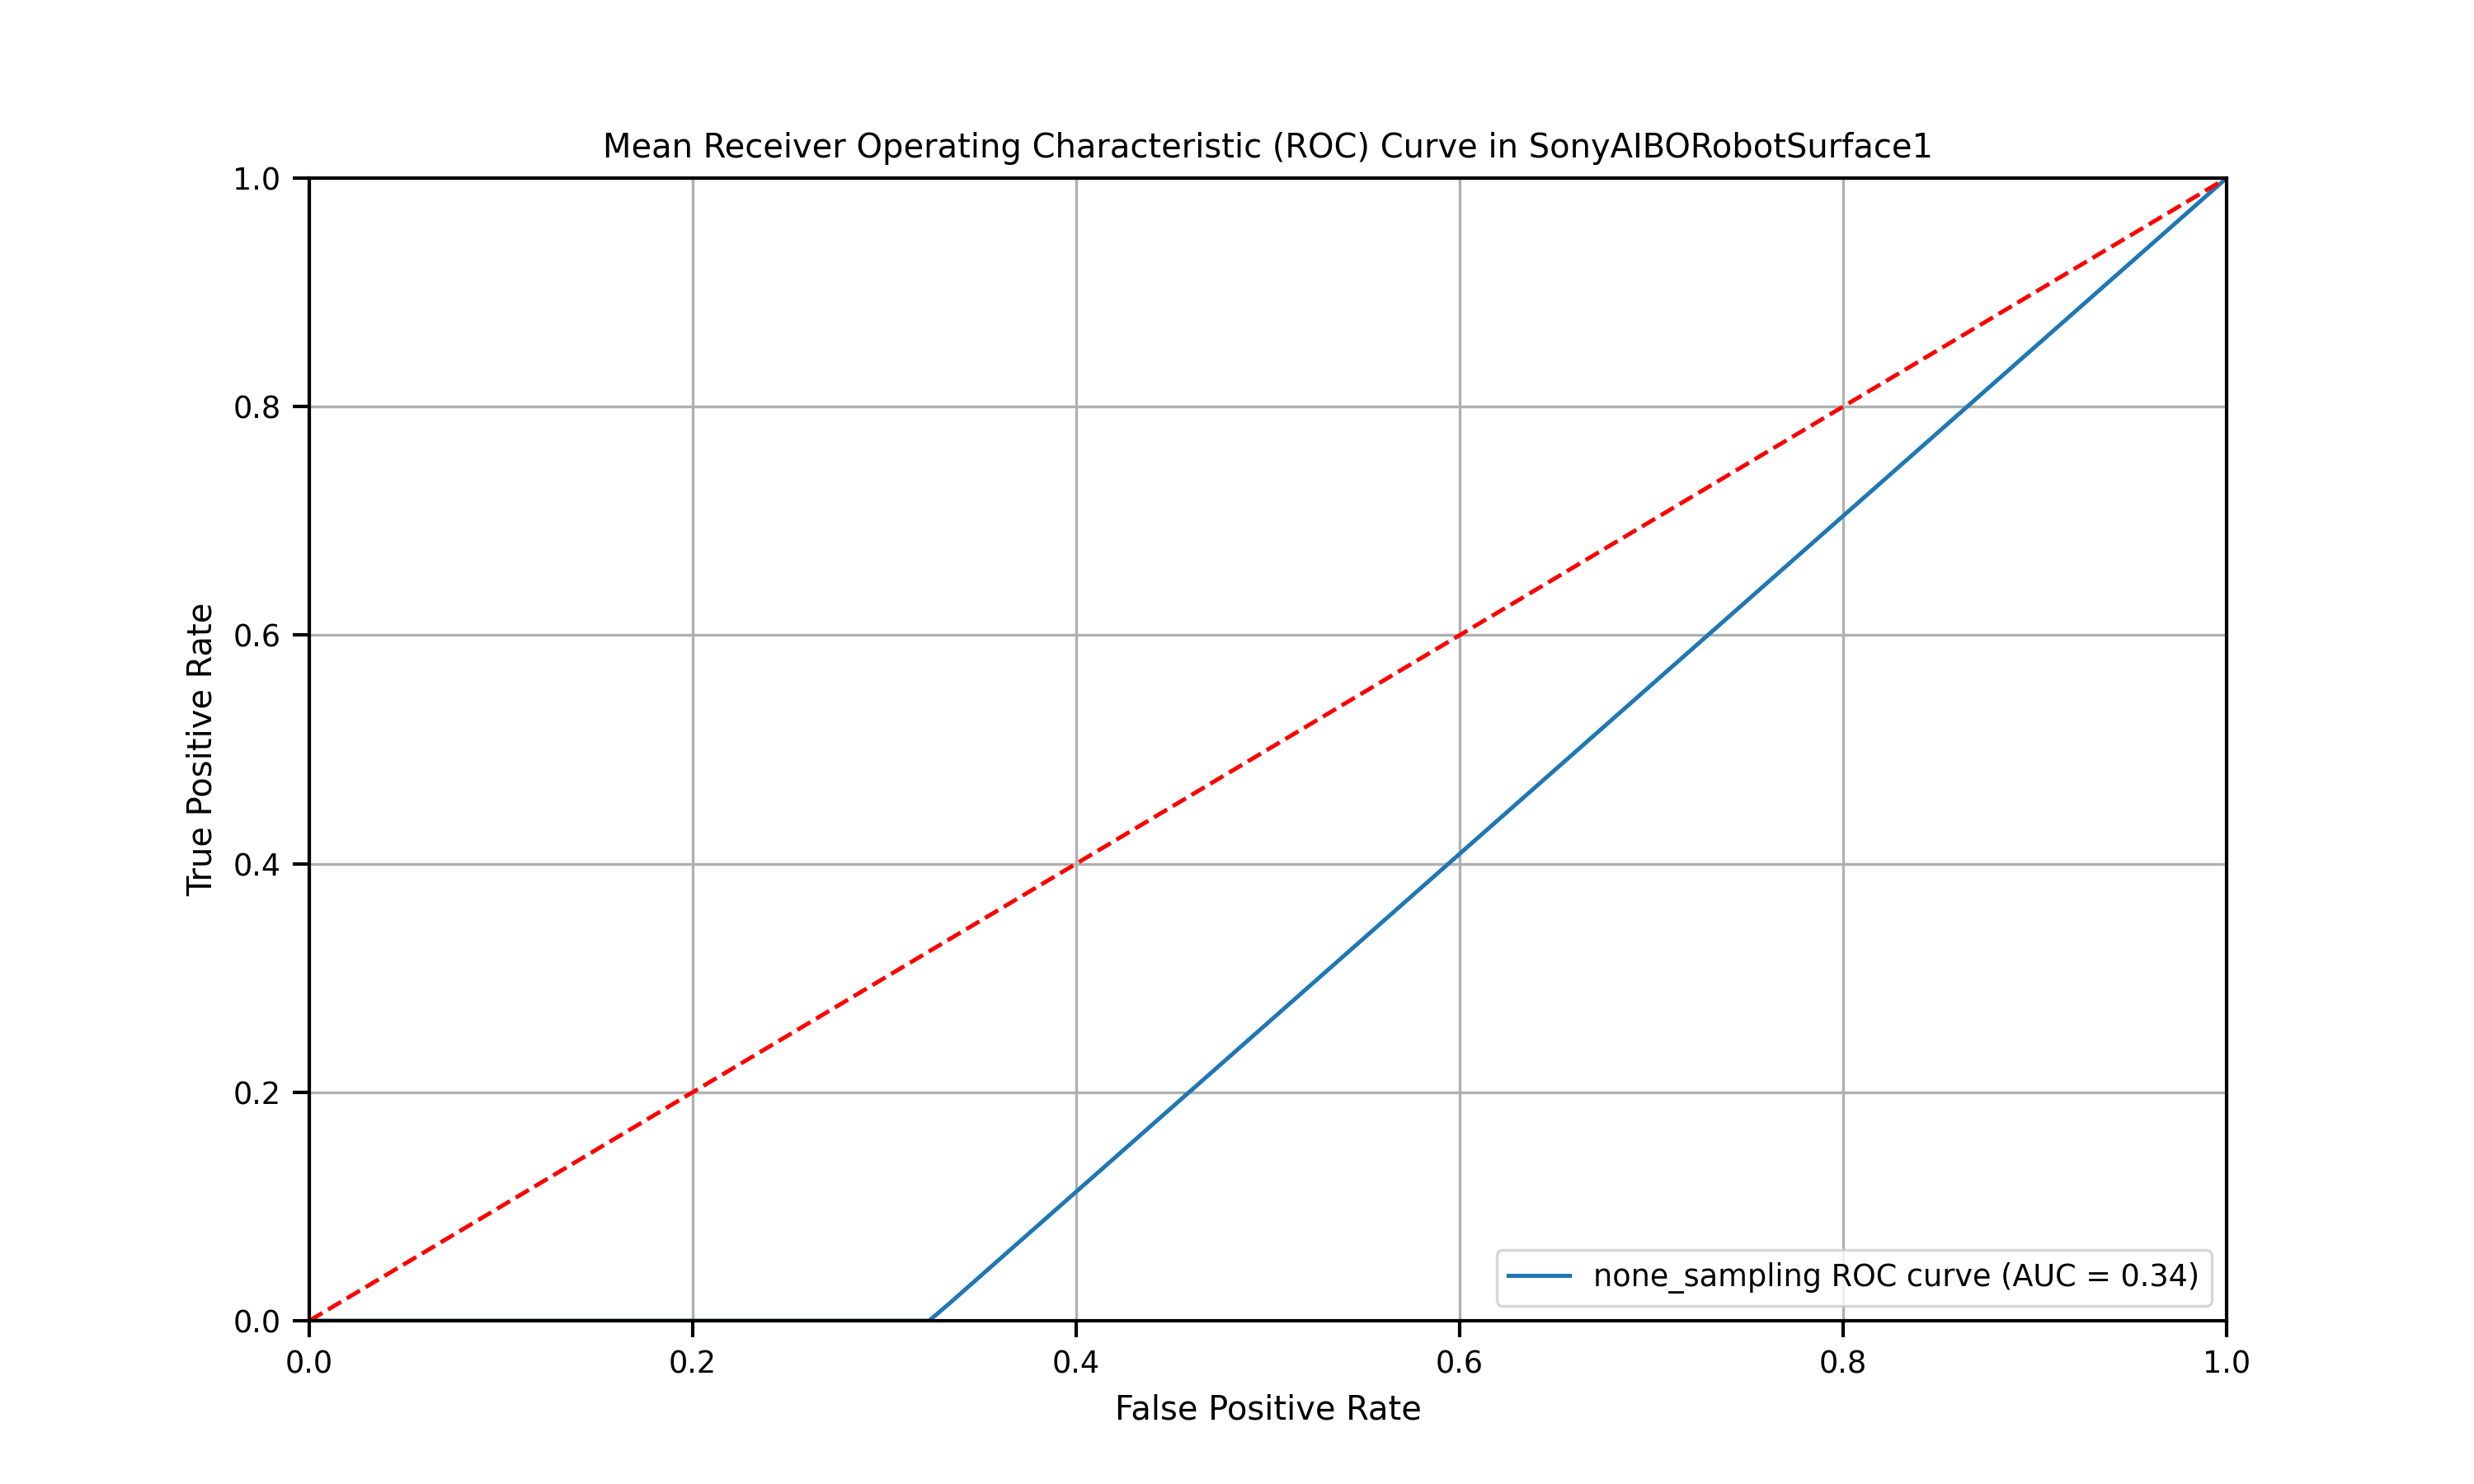 Mean Receiver Operating Characteristic (ROC) Curve in SonyAIBORobotSurface1
1.0
0.8
0.6
0.4
0.2
0.0
True Positive Rate
none_sampling ROC curve (AUC = 0.34)
0.0 0.2 0.4 0.6 0.8 1.0
False Positive Rate